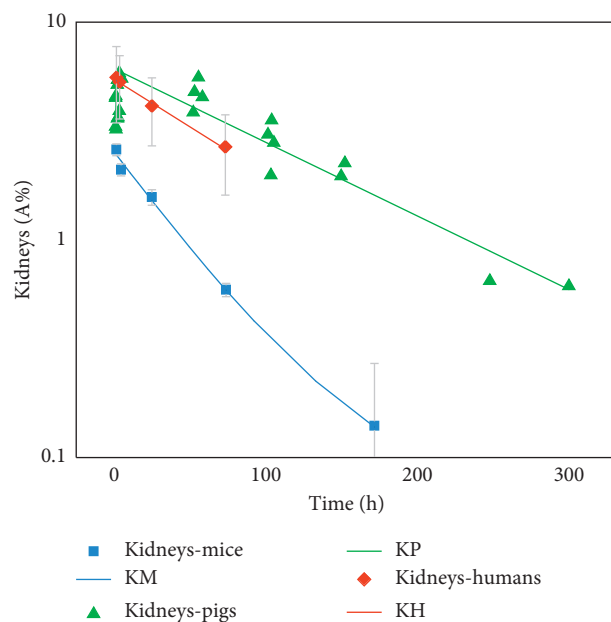 10
1
0.1
Kidneys (A%)
0
100
200
300
Time (h)
Kidneys-mice
KM
Kidneys-pigs
KP
Kidneys-humans
KH